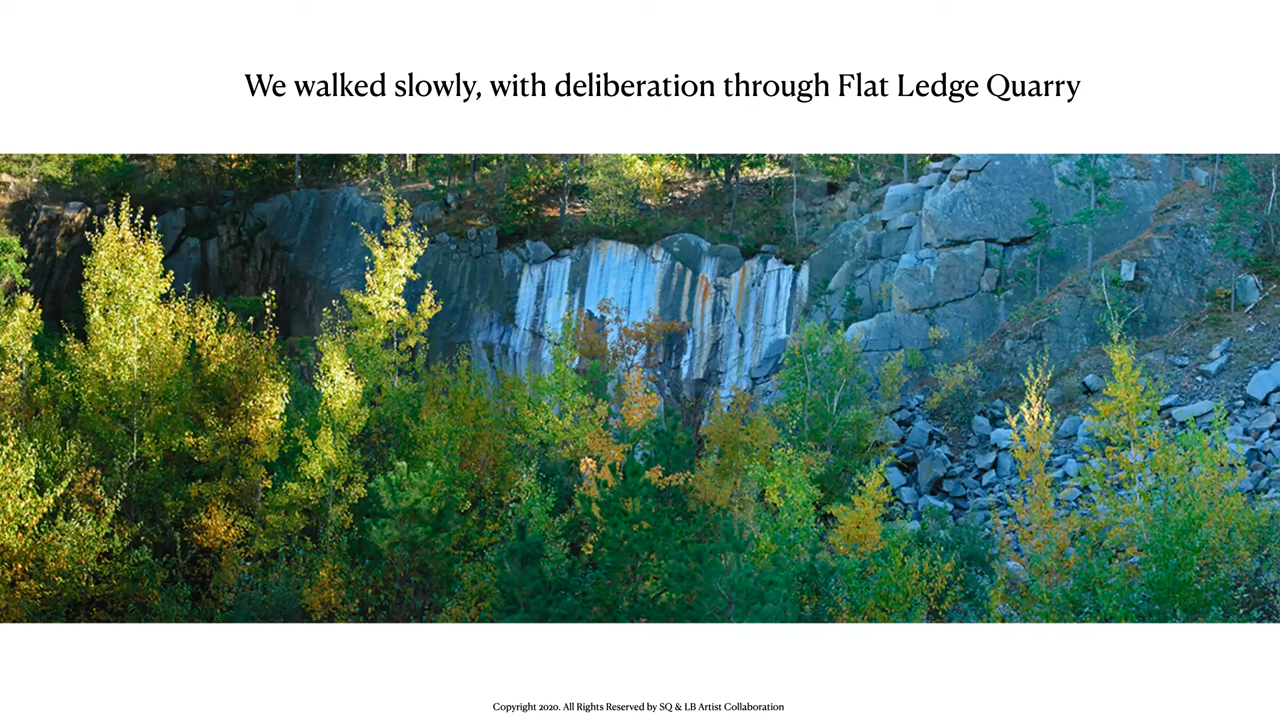 We walked slowly, with deliberation through Flat Ledge Quarry
Copyright 2020. All Rights Reserved by SQ & LB Artist Collaboration